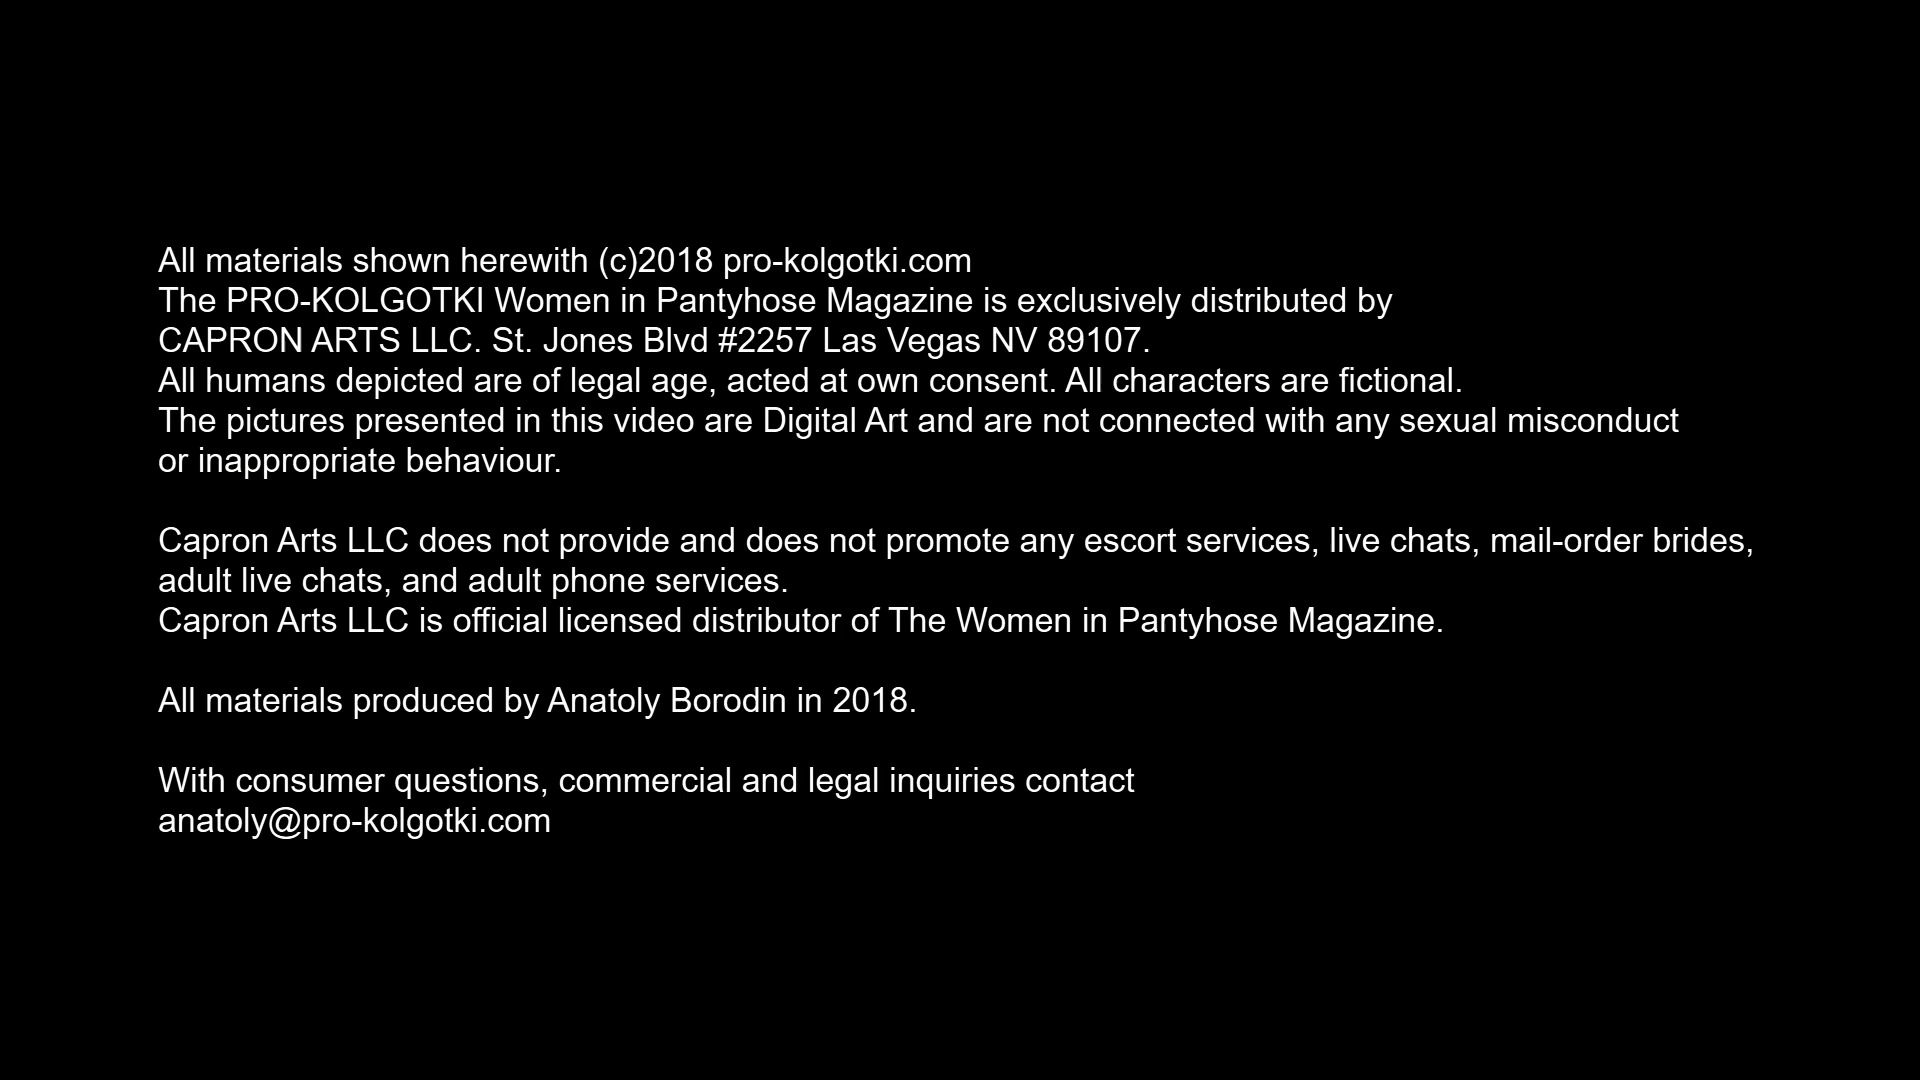 All materials shown herewith (c)2018 pro-kolgotki.com
The PRO-KOLGOTKI Women in Pantyhose Magazine is exclusively distributed by
CAPRON ARTS LLC. St. Jones Blvd #2257 Las Vegas NV 89107.
All humans depicted are of legal age, acted at own consent. All characters are fictional.
The pictures presented in this video are Digital Art and are not connected with any sexual misconduct
or inappropriate behaviour.
Capron Arts LLC does not provide and does not promote any escort services, live chats, mail-order brides,
adult live chats, and adult phone services.
Capron Arts LLC is official licensed distributor of The Women in Pantyhose Magazine.
All materials produced by Anatoly Borodin in 2018.
With consumer questions, commercial and legal inquiries contact
anatoly@pro-kolgotki.com